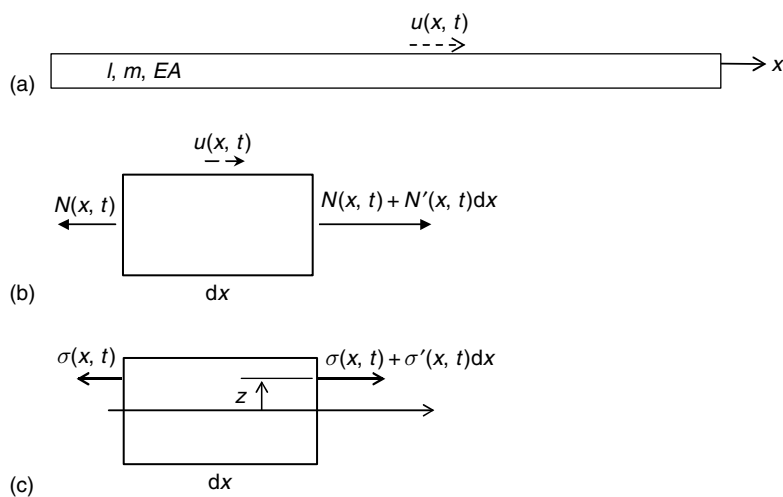 u(x, t)
l, m, EA
x
(a)
u(x, t)
N(x, t)
N(x, t) + N′(x, t)dx
dx
(b)
σ(x, t)
σ(x, t) + σ′(x, t)dx
z
dx
(c)